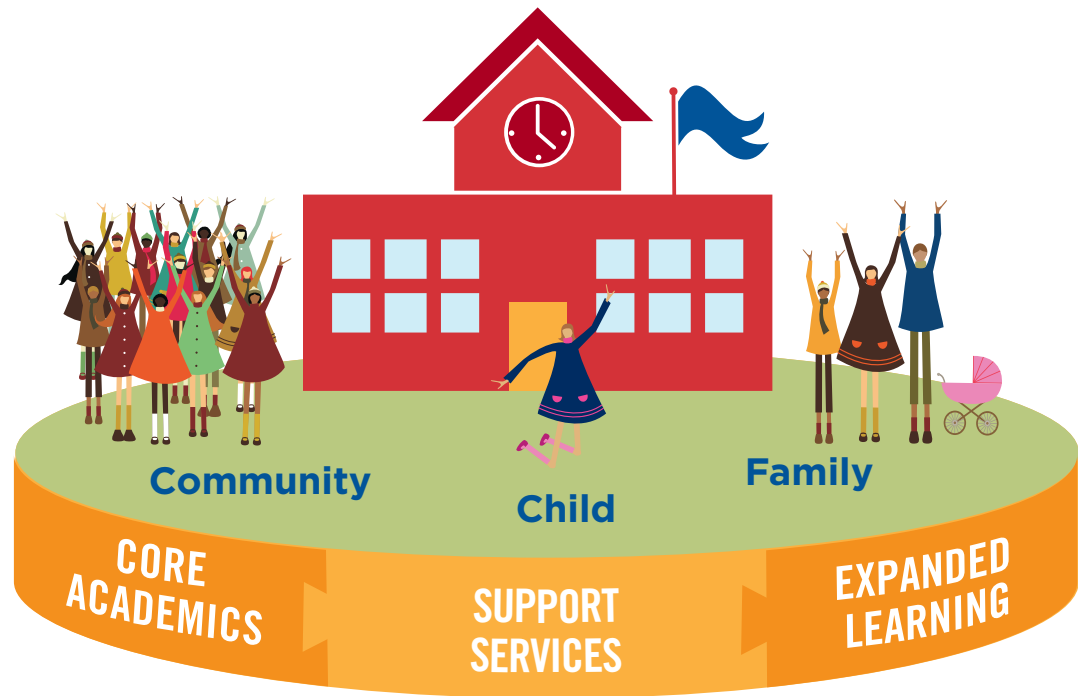 Community
Child
Family
CORE
ACADEMICS
SUPPORT
SERVICES
EXPANDED
LEARNING